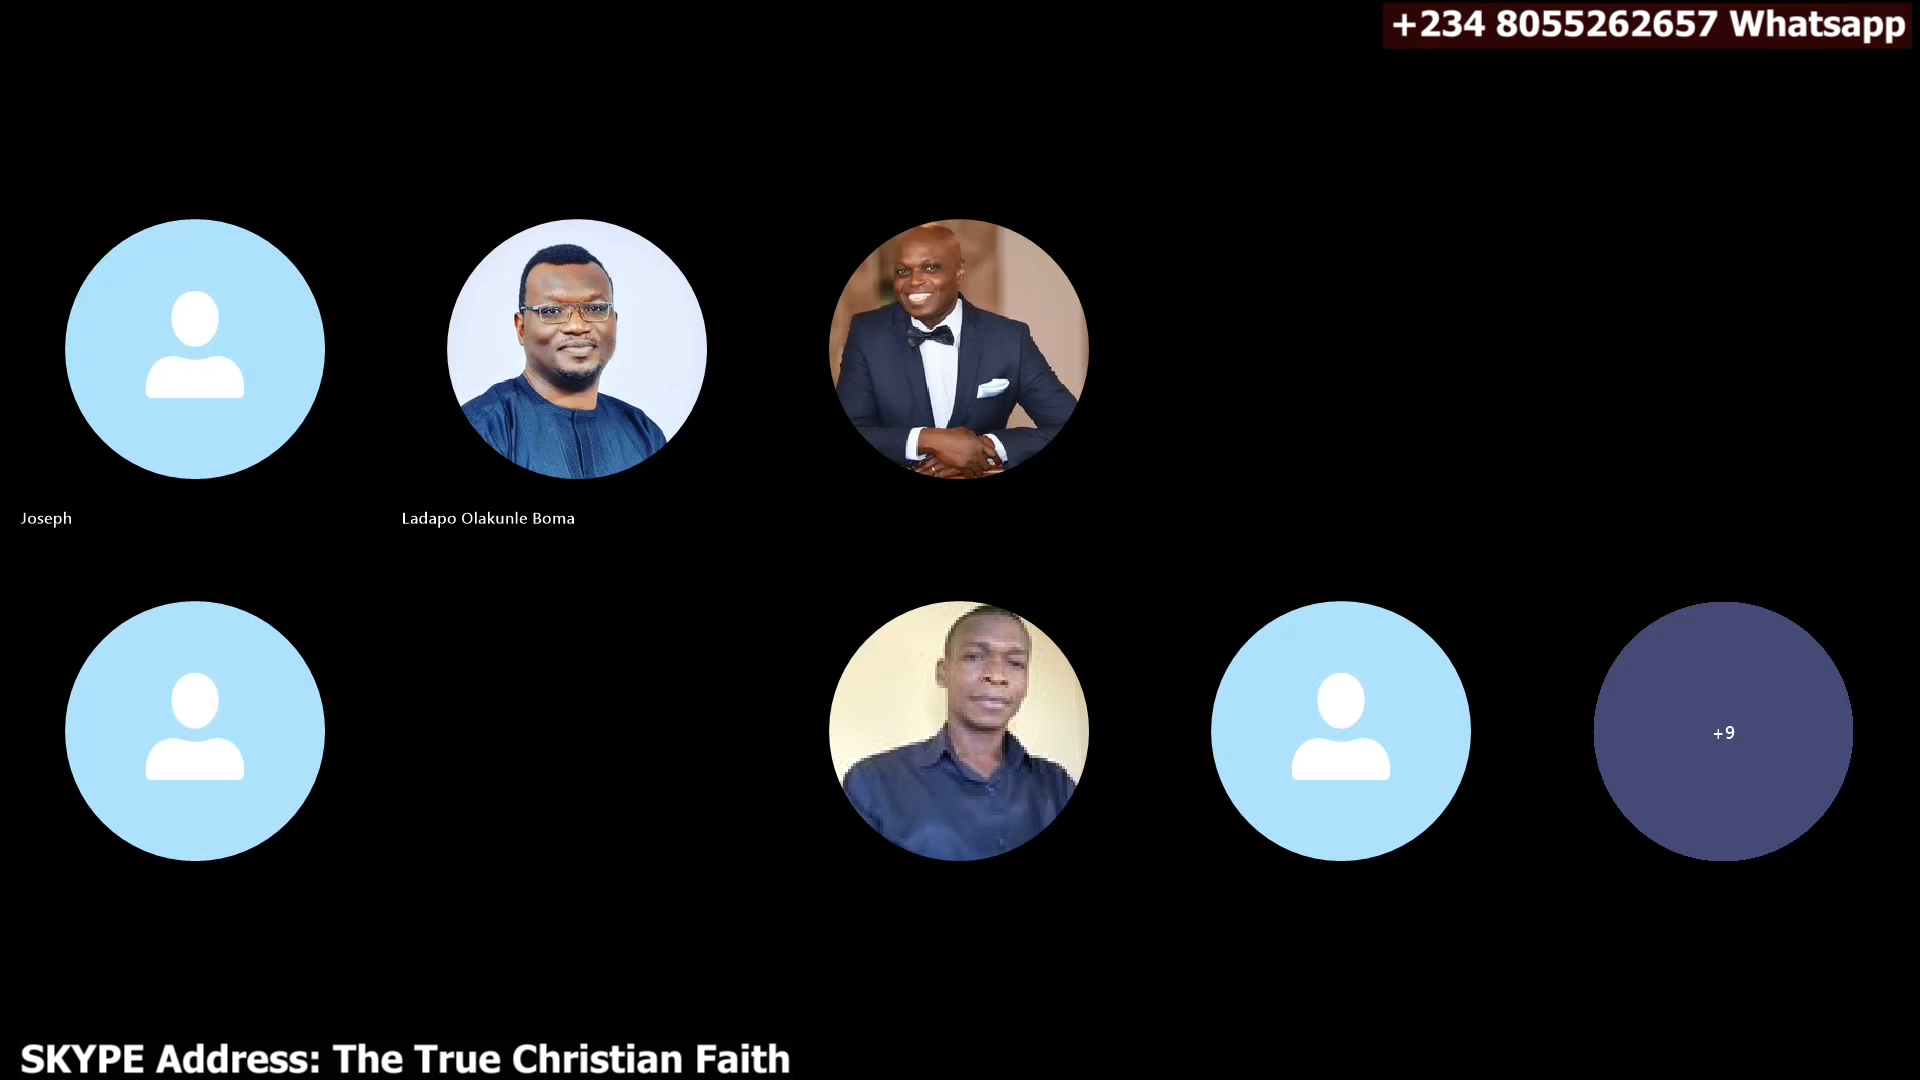 +234 8055262657 Whatsapp
Joseph
Ladapo Olakunle Boma
+9
SKYPE Address: The True Christian Faith